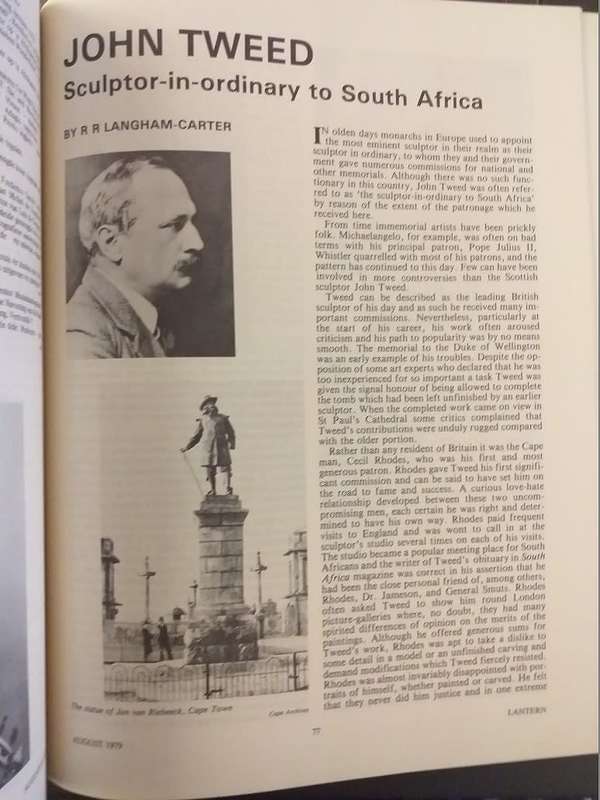 JOHN TWEED
Sculptor-in-ordinary to South Africa
BY R R LANGHAM-CARTER
IN olden days monarchs in Europe used to appoint
the most eminent sculptor in their realm as their
sculptor in ordinary, to whom they and their govern-
ment gave numerous commissions for national and
other memorials. Although there was no such func-
tionary in this country, John Tweed was often refer-
red to as 'the sculptor-in-ordinary to South Africa'
by reason of the extent of the patronage which he
received here.
From time immemorial artists have been prickly
folk. Michaelangelo, for example, was often on bad
terms with his principal patron, Pope Julius II,
Whistler quarrelled with most of his patrons, and the
pattern has continued to this day. Few can have been
involved in more controversies than the Scottish
sculptor John Tweed.
Tweed can be described as the leading British
sculptor of his day and as such he received many im-
portant commissions. Nevertheless, particularly at
the start of his career, his work often aroused
criticism and his path to popularity was by no means
smooth. The memorial to the Duke of Wellington
was an early example of his troubles. Despite the op-
position of some art experts who declared that he was
too inexperienced for so important a task Tweed was
given the signal honour of being allowed to complete
the tomb which had been left unfinished by an earlier
sculptor. When the completed work came on view in
St Paul's Cathedral some critics complained that
Tweed's contributions were unduly rugged compared
with the older portion.
Rather than any resident of Britain it was the Cape
man, Cecil Rhodes, who was his first and most
generous patron. Rhodes gave Tweed his first signifi-
cant commission and can be said to have set him on
the road to fame and success. A curious love-hate
relationship developed between these two uncom-
promising men, each certain he was right and deter-
mined to have his own way. Rhodes paid frequent
visits to England and was wont to call in at the
sculptor's studio several times on each of his visits.
The studio became a popular meeting place for South
Africans and the writer of Tweed's obituary in South
Africa magazine was correct in his assertion that he
had been the close personal friend of, among others,
Rhodes, Dr. Jameson, and General Smuts. Rhodes
often asked Tweed to show him round London
picture-galleries where, no doubt, they had many
spirited differences of opinion on the merits of the
paintings. Although he offered generous sums for
Tweed's work, Rhodes was apt to take a dislike to
some detail in a model or an unfinished carving and
demand modifications which Tweed fiercely resisted.
Rhodes was almost invariably disappointed with por-
traits of himself, whether painted or carved. He felt
that they never did him justice and in one extreme
The statue of Jan van Riebeeck, Cape Town
Cape Archives
AUGUST 1979
77
LANTERN